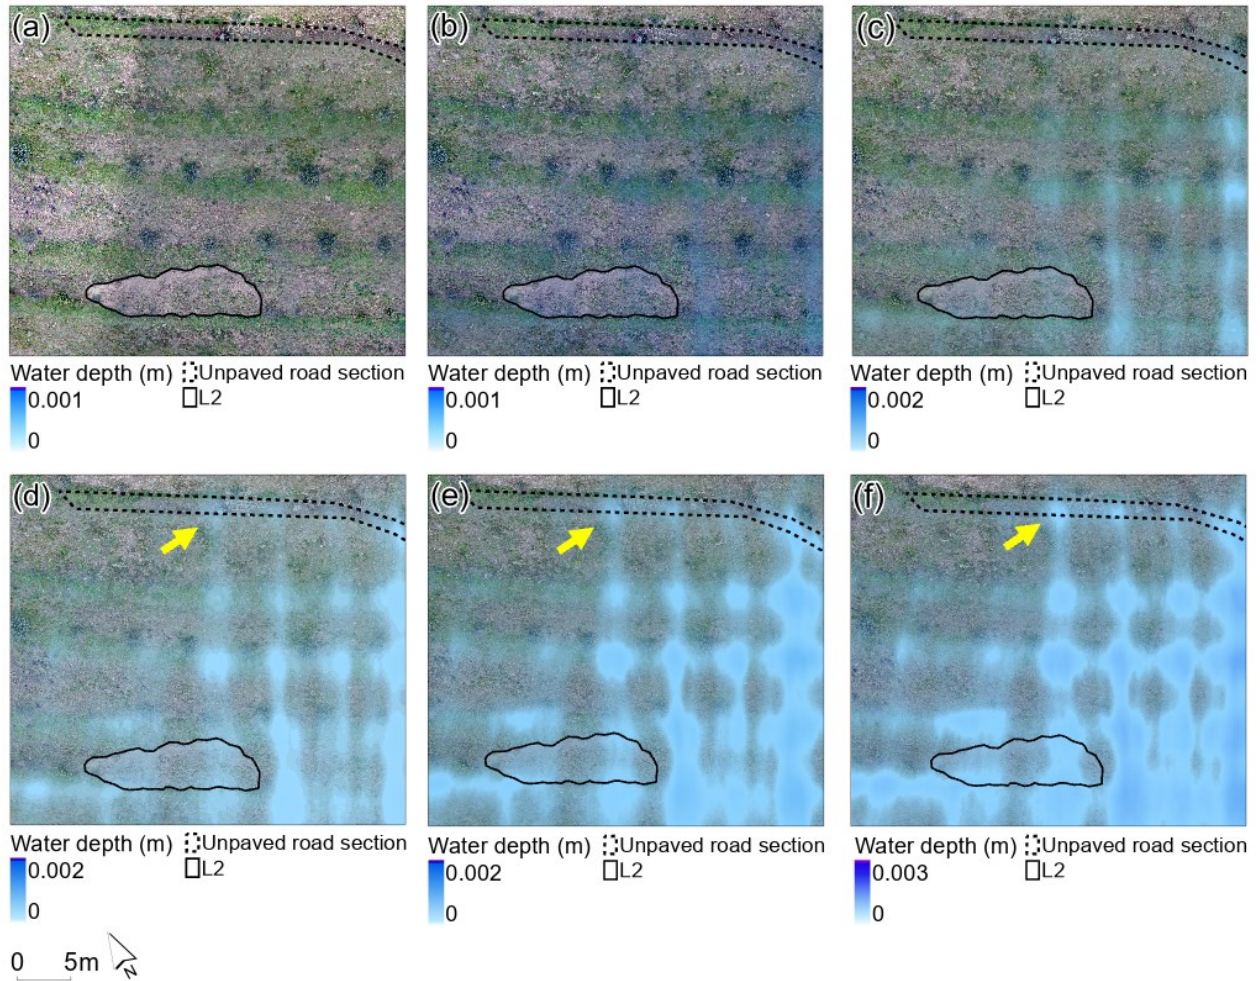 (a) (b) (c)
Water depth (m) Unpaved road section Water depth (m) Unpaved road section Water depth (m) Unpaved road section
0.001 L2 0.001 L2 0.002 L2
0 0 0
(d) (e) (f)
Water depth (m) Unpaved road section Water depth (m) Unpaved road section Water depth (m) Unpaved road section
0.002 L2 0.002 L2 0.003 L2
0 0 0
0 5m N